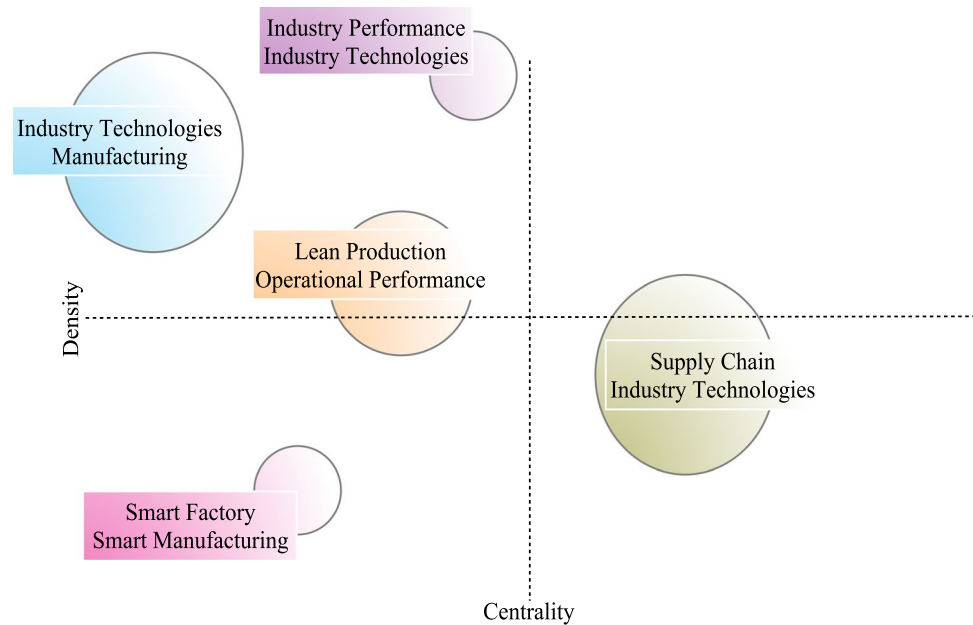 Industry Performance
Industry Technologies
Industry Technologies
Manufacturing
Lean Production
Operational Performance
Density
Supply Chain
Industry Technologies
Smart Factory
Smart Manufacturing
Centrality